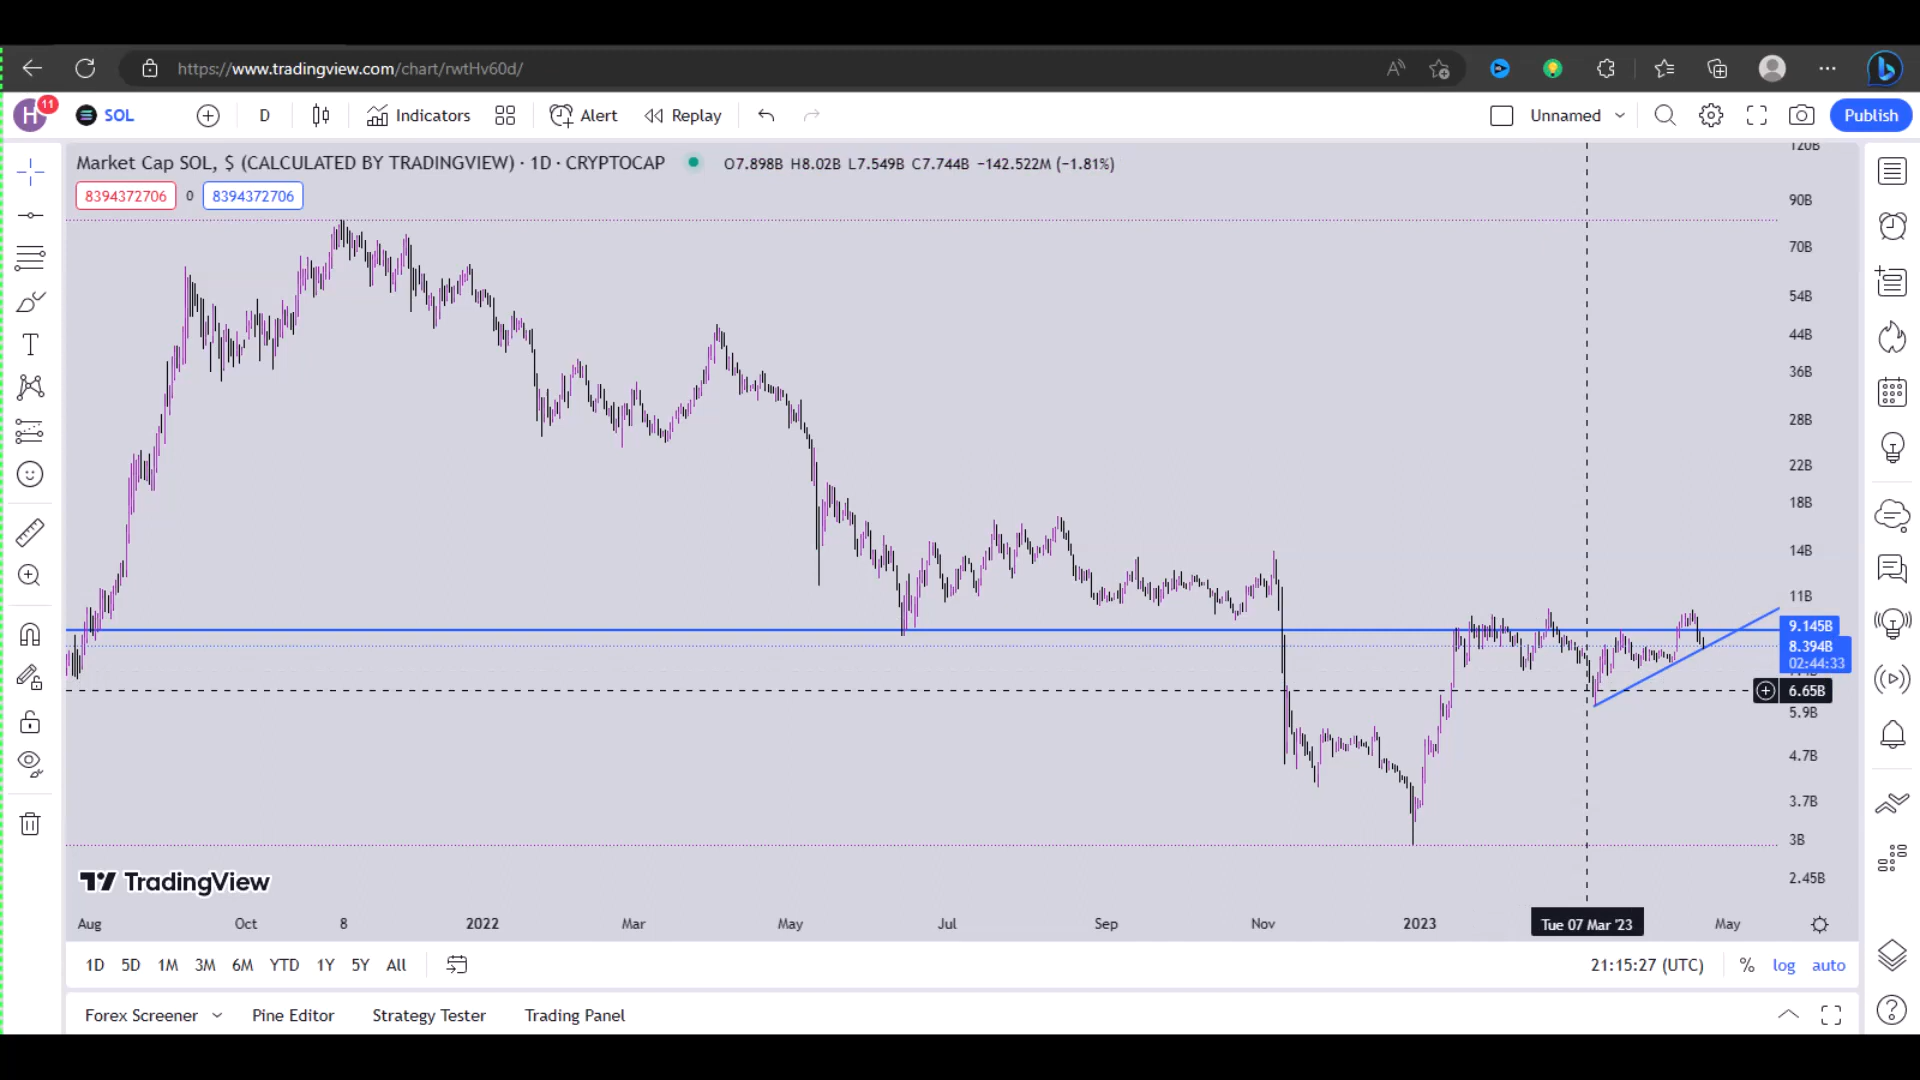 https://www.tradingview.com/chart/rwtHv60d/
H 11 SOL D Indicators Alert Replay Unnamed Publish
Market Cap SOL, $ (CALCULATED BY TRADINGVIEW) · 1D · CRYPTOCAP O7.898B H8.02B L7.549B C7.744B −142.522M (−1.81%)
8394372706 0 8394372706
120B
90B
70B
54B
44B
36B
28B
22B
18B
14B
11B
9.145B
8.394B
02:44:33
6.65B
5.9B
4.7B
3.7B
3B
2.45B
TradingView
Aug Oct 8 2022 Mar May Jul Sep Nov 2023 Tue 07 Mar '23 May
1D 5D 1M 3M 6M YTD 1Y 5Y All 21:15:27 (UTC) % log auto
Forex Screener Pine Editor Strategy Tester Trading Panel